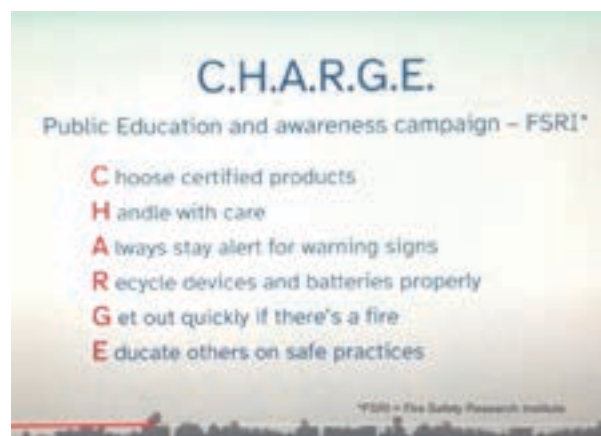 C.H.A.R.G.E.
Public Education and awareness campaign – FSRI*
C hoose certified products
H andle with care
A lways stay alert for warning signs
R ecycle devices and batteries properly
G et out quickly if there's a fire
E ducate others on safe practices
*FSRI = Fire Safety Research Institute